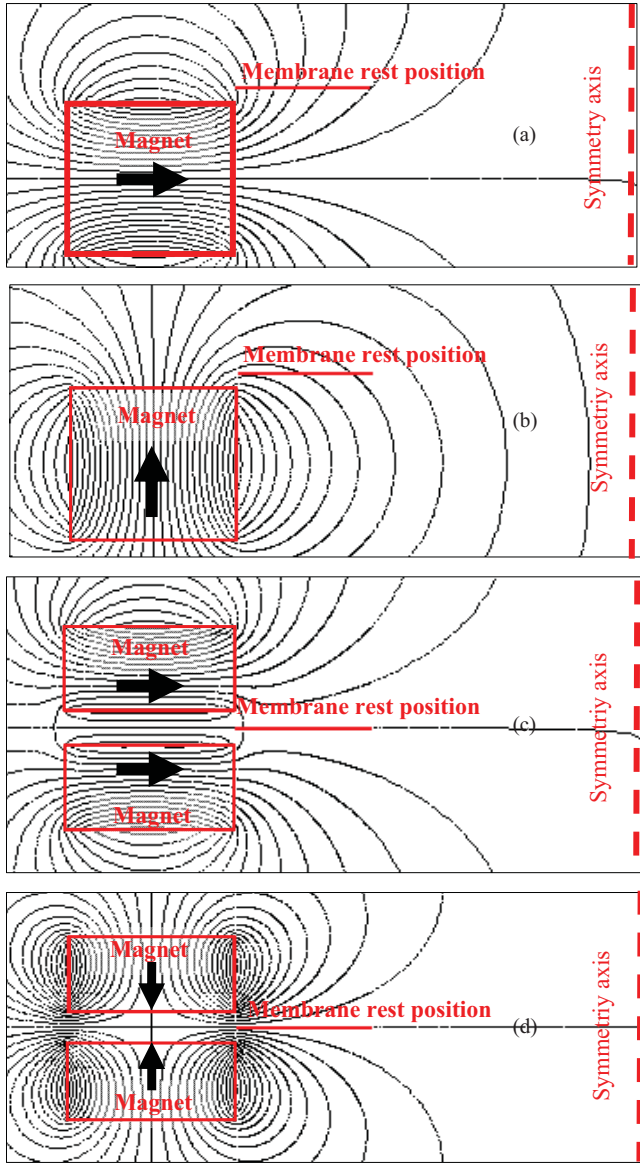 Membrane rest position
Magnet
(a)
Symmetry axis
Membrane rest position
Magnet
(b)
Symmetriy axis
Magnet
Membrane rest position
(c)
Magnet
Symmetriy axis
Magnet
Membrane rest position
(d)
Magnet
Symmetriy axis